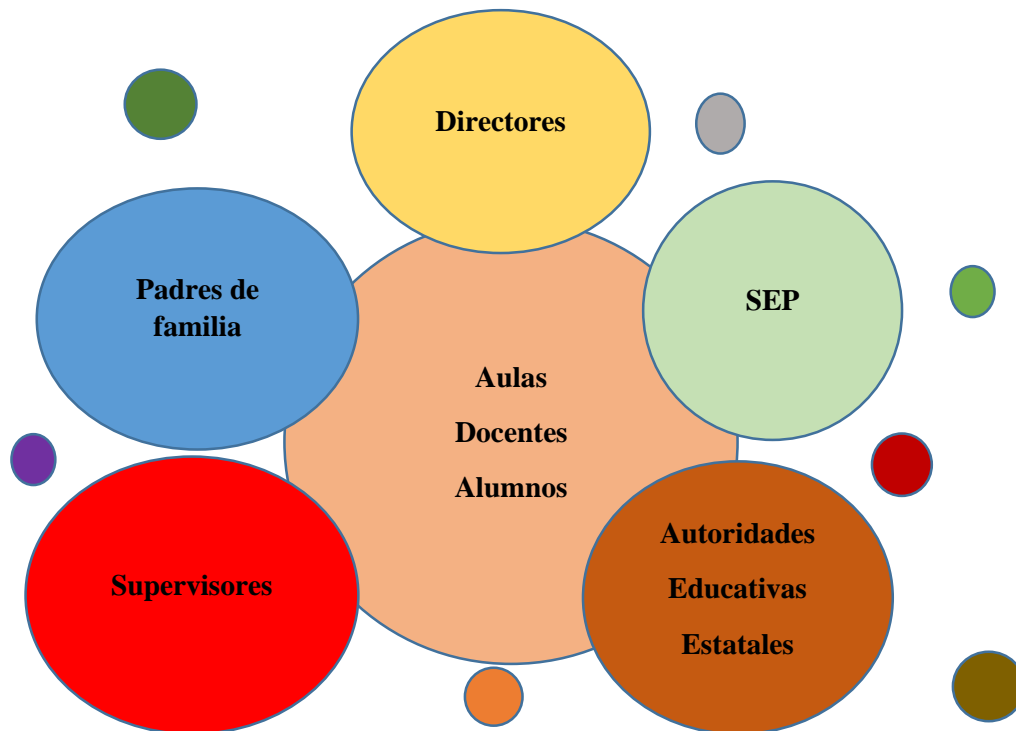 Directores
Padres de
familia
SEP
Aulas
Docentes
Alumnos
Supervisores
Autoridades
Educativas
Estatales